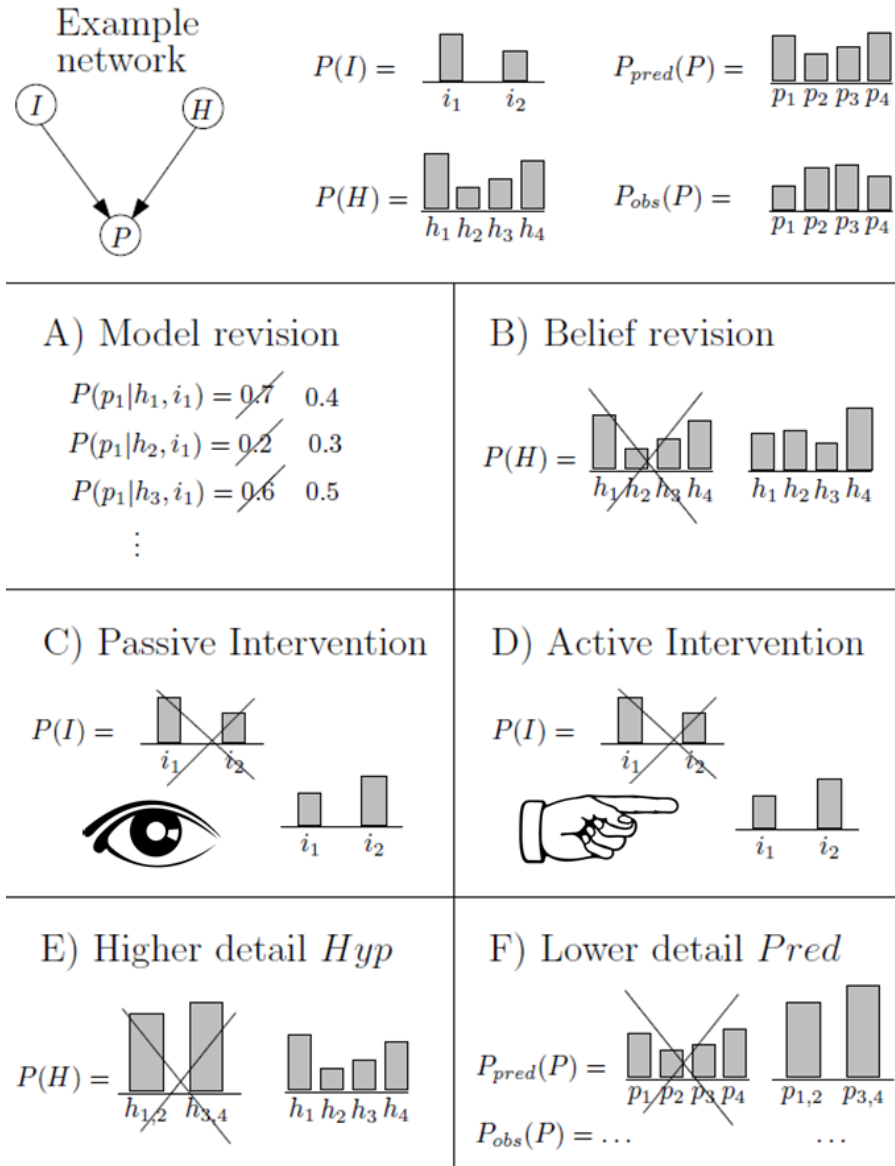 Example
network
I
H
P
P(I) =
i₁ i₂
P_pred(P) =
p₁ p₂ p₃ p₄
P(H) =
h₁ h₂ h₃ h₄
P_obs(P) =
p₁ p₂ p₃ p₄
A) Model revision
P(p₁|h₁, i₁) = 0.7 0.4
P(p₁|h₂, i₁) = 0.2 0.3
P(p₁|h₃, i₁) = 0.6 0.5
⋮
B) Belief revision
P(H) =
h₁ h₂ h₃ h₄
h₁ h₂ h₃ h₄
C) Passive Intervention
P(I) =
i₁ i₂
i₁ i₂
D) Active Intervention
P(I) =
i₁ i₂
i₁ i₂
E) Higher detail Hyp
P(H) =
h₁,₂ h₃,₄
h₁ h₂ h₃ h₄
F) Lower detail Pred
P_pred(P) =
p₁ p₂ p₃ p₄
p₁,₂ p₃,₄
P_obs(P) = ... ...